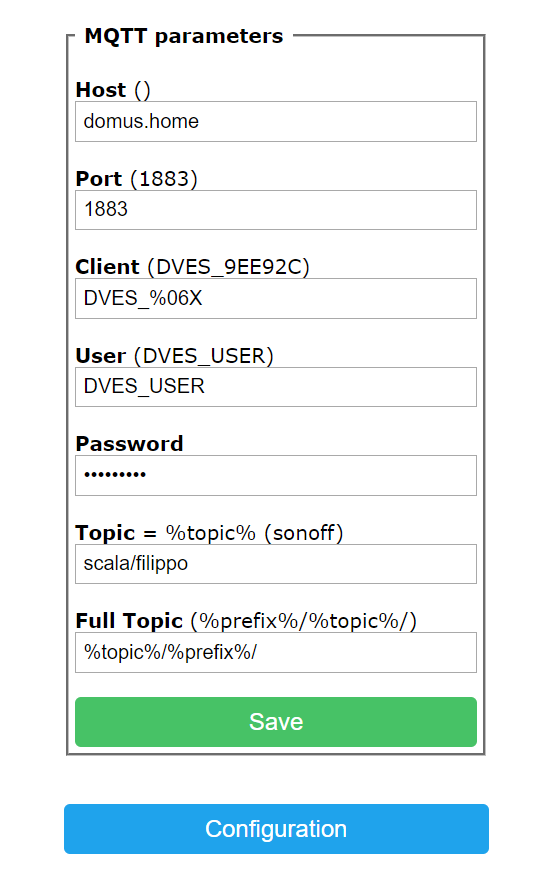 MQTT parameters
Host ()
domus.home
Port (1883)
1883
Client (DVES_9EE92C)
DVES_%06X
User (DVES_USER)
DVES_USER
Password
•••••••••
Topic = %topic% (sonoff)
scala/filippo
Full Topic (%prefix%/%topic%/)
%topic%/%prefix%/
Save
Configuration